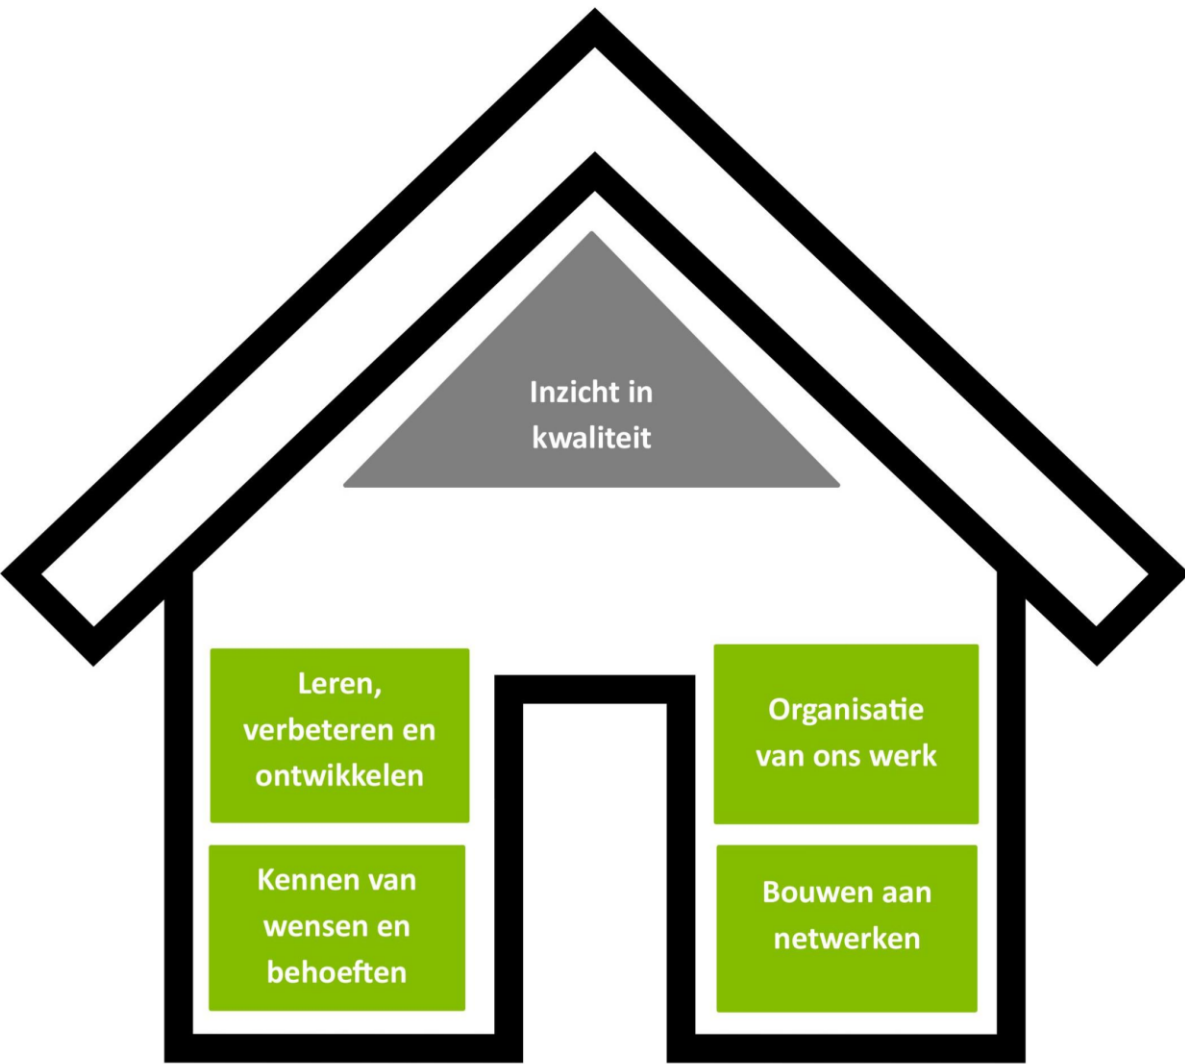 Inzicht in
kwaliteit
Leren,
verbeteren en
ontwikkelen
Organisatie
van ons werk
Kennen van
wensen en
behoeften
Bouwen aan
netwerken